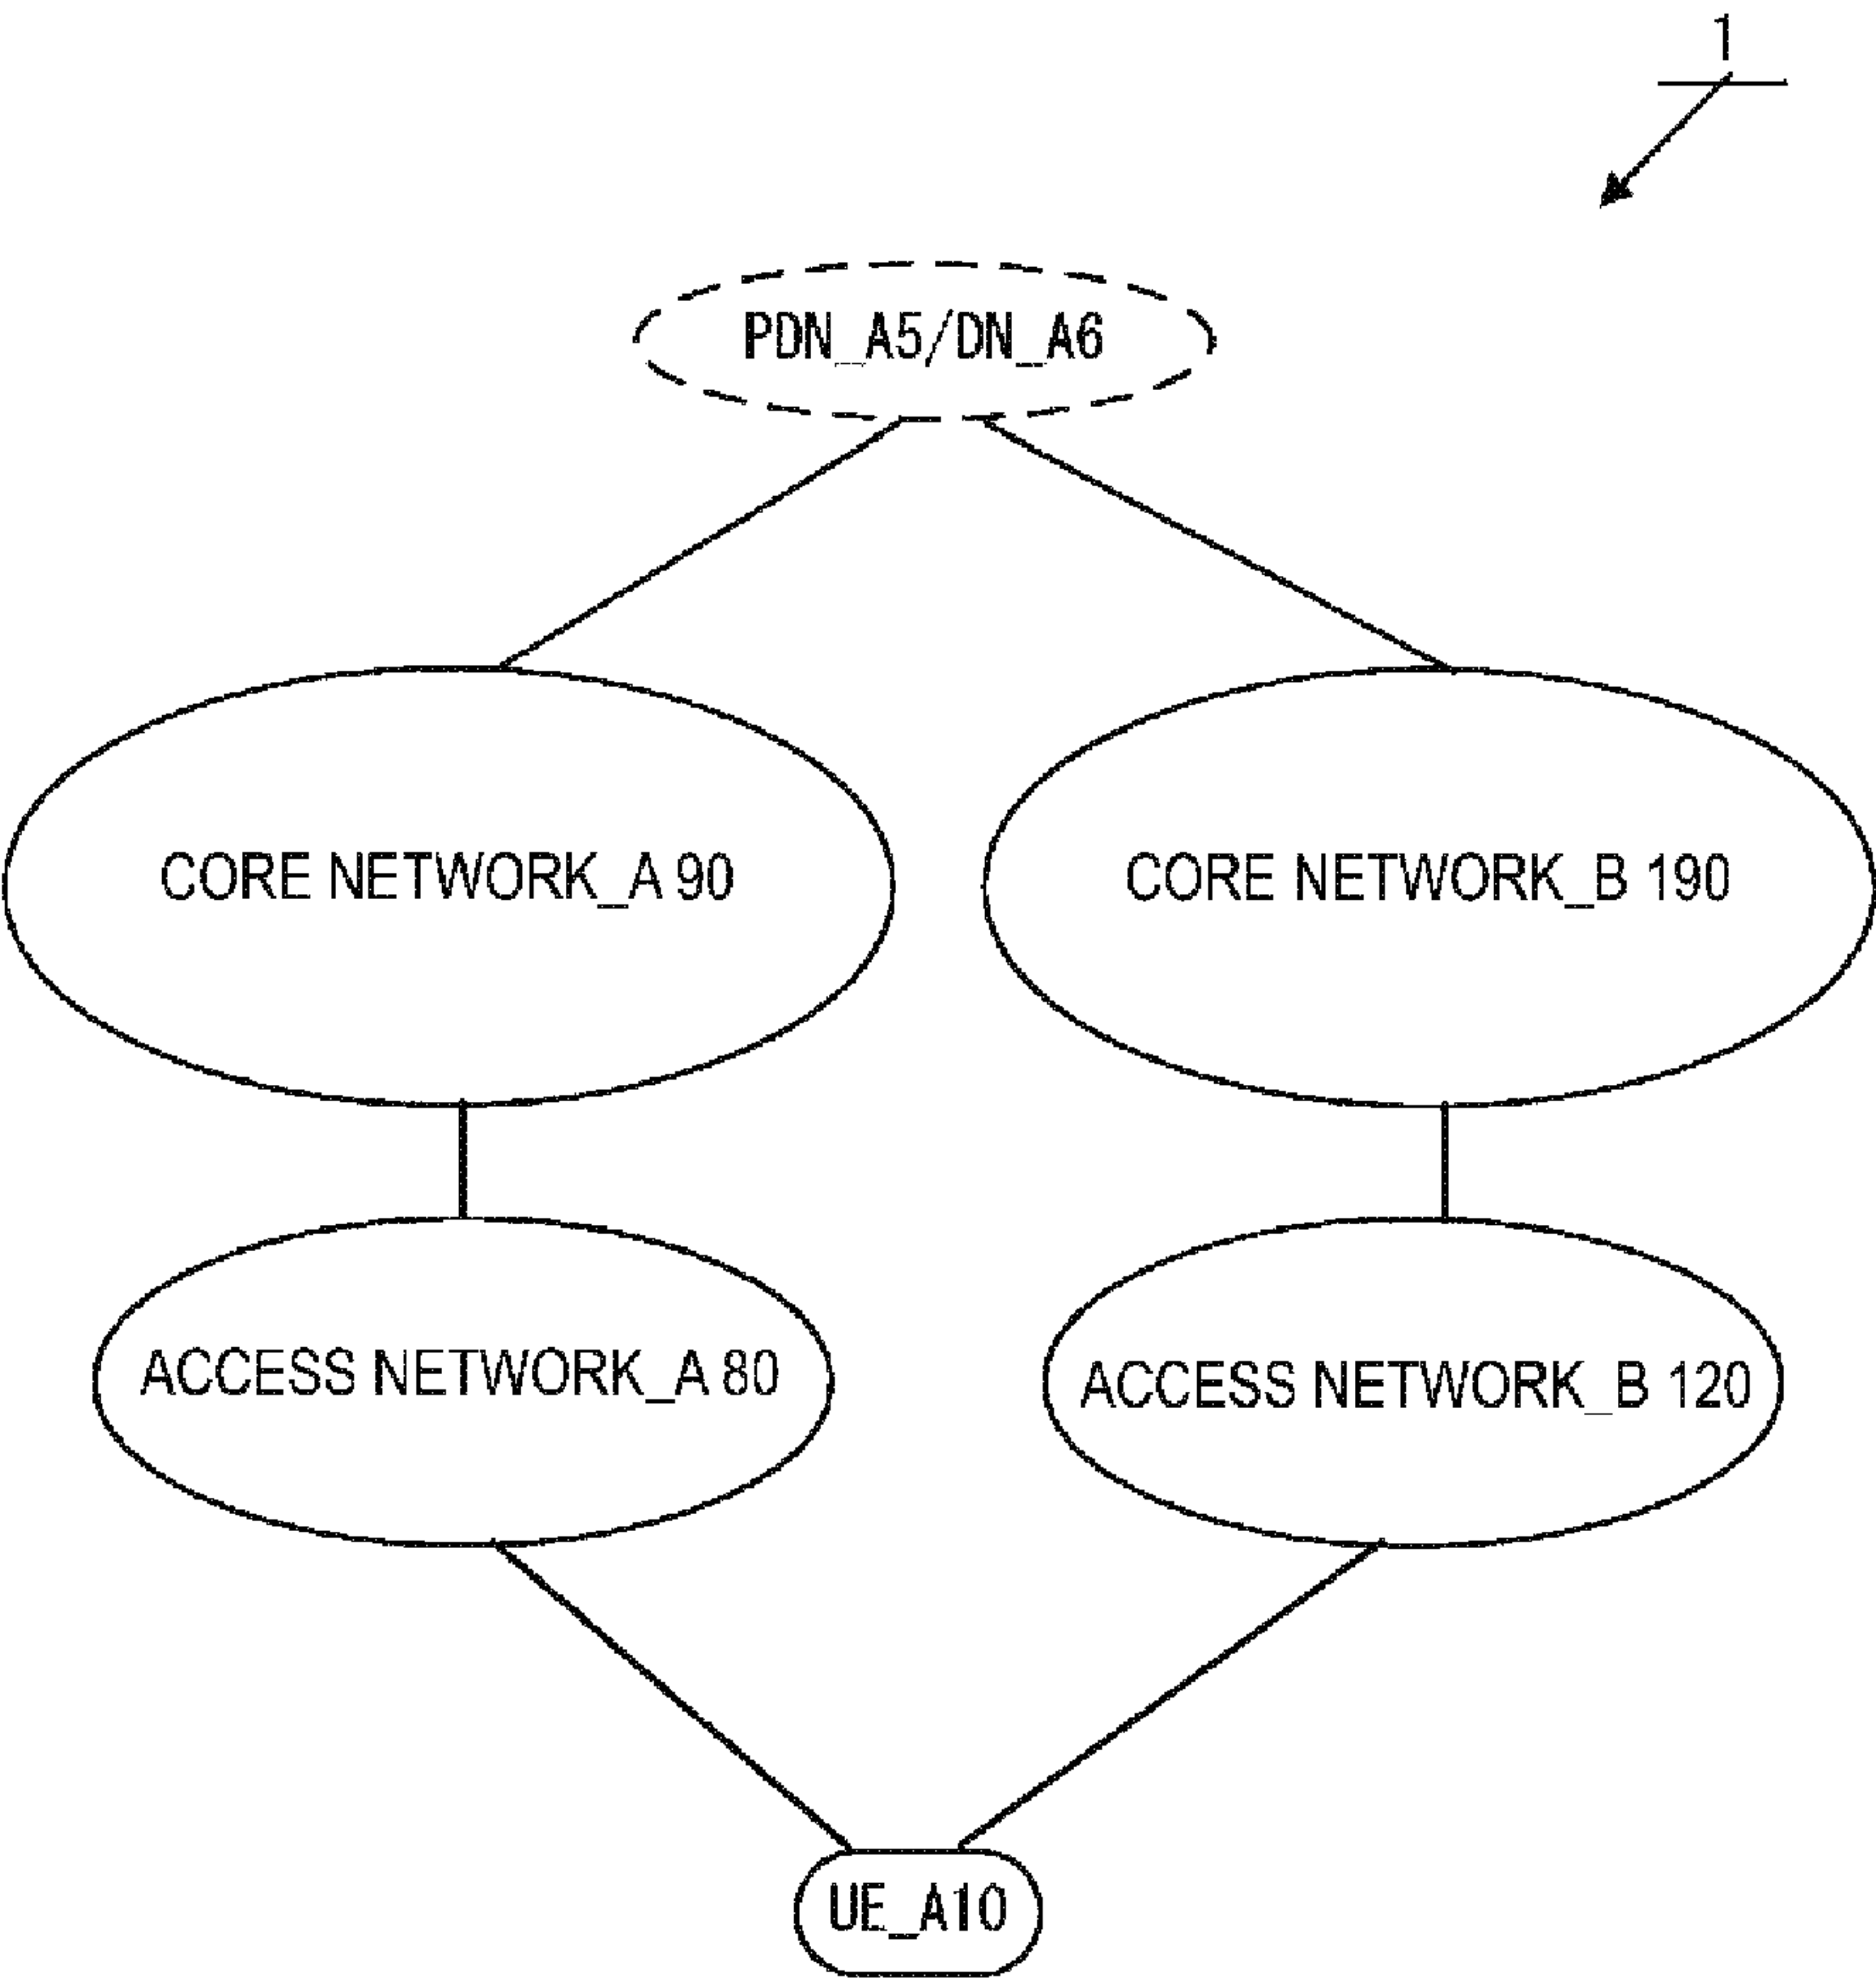 1
PDN_A5/DN_A6
CORE NETWORK_A 90
CORE NETWORK_B 190
ACCESS NETWORK_A 80
ACCESS NETWORK_B 120
UE_A10